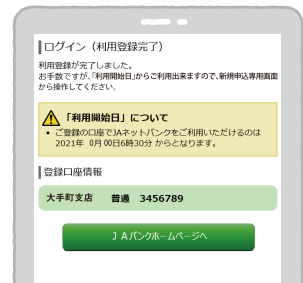 ログイン（利用登録完了）
利用登録が完了しました。
お手数ですが、「利用開始日」からご利用出来ますので、新規申込専用画面
から操作してください。
「利用開始日」について
• ご登録の口座でJAネットバンクをご利用いただけるのは
2021年 0月00日6時30分 からとなります。
登録口座情報
大手町支店 普通 3456789
ＪＡバンクホームページへ